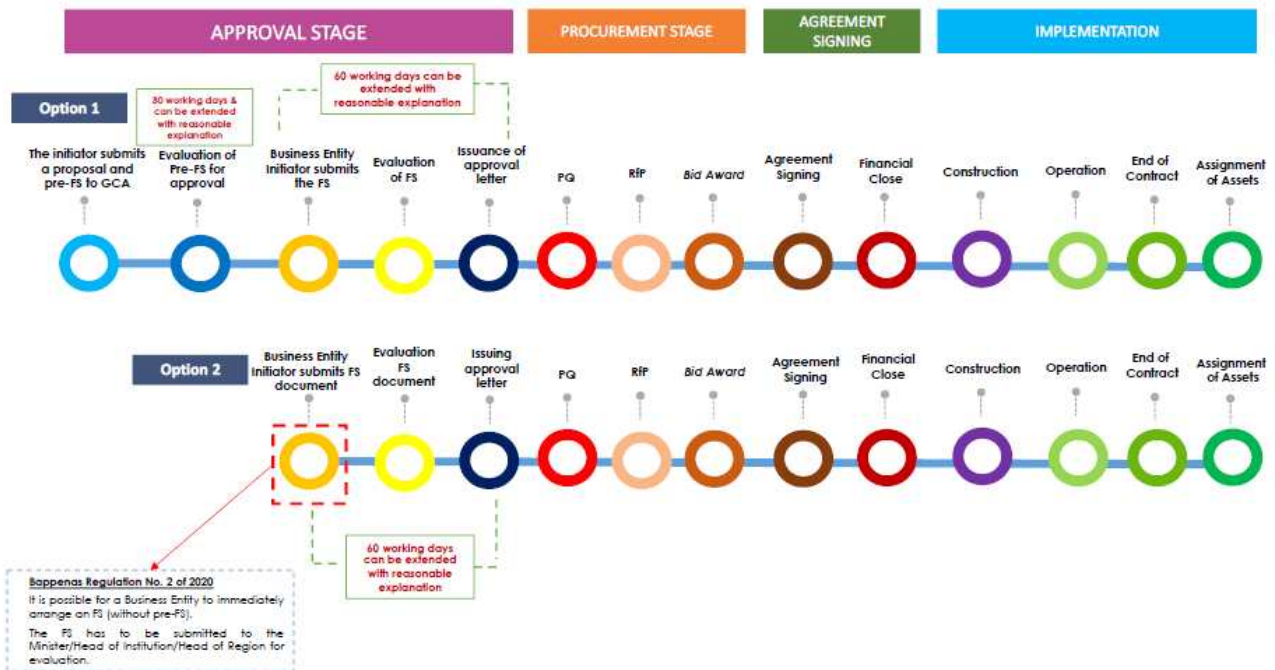 APPROVAL STAGE
PROCUREMENT STAGE
AGREEMENT
SIGNING
IMPLEMENTATION
Option 1
30 working days &
can be extended
with reasonable
explanation
60 working days can be
extended with
reasonable explanation
The initiator submits
a proposal and
pre-FS to GCA
Evaluation of
Pre-FS for
approval
Business Entity
Initiator submits
the FS
Evaluation
of FS
Issuance of
approval
letter
PQ
RfP
Bid Award
Agreement
Signing
Financial
Close
Construction
Operation
End of
Contract
Assignment
of Assets
Option 2
Business Entity
Initiator submits FS
document
Evaluation
FS
document
Issuing
approval
letter
PQ
RfP
Bid Award
Agreement
Signing
Financial
Close
Construction
Operation
End of
Contract
Assignment
of Assets
60 working days
can be extended
with reasonable
explanation
Bappenas Regulation No. 2 of 2020
It is possible for a Business Entity to immediately
arrange an FS (without pre-FS).
The FS has to be submitted to the
Minister/Head of Institution/Head of Region for
evaluation.